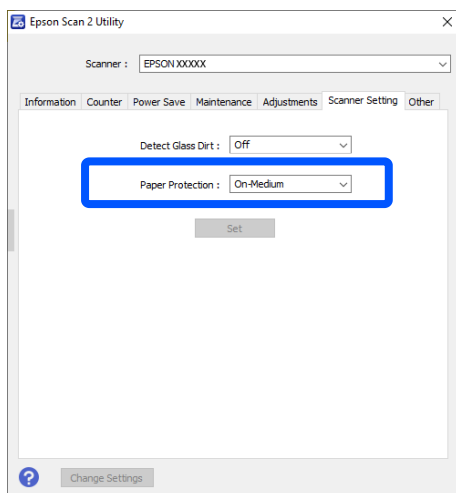 Epson Scan 2 Utility
Scanner : EPSON XXXXX
Information Counter Power Save Maintenance Adjustments Scanner Setting Other
Detect Glass Dirt : Off
Paper Protection : On-Medium
Set
? Change Settings